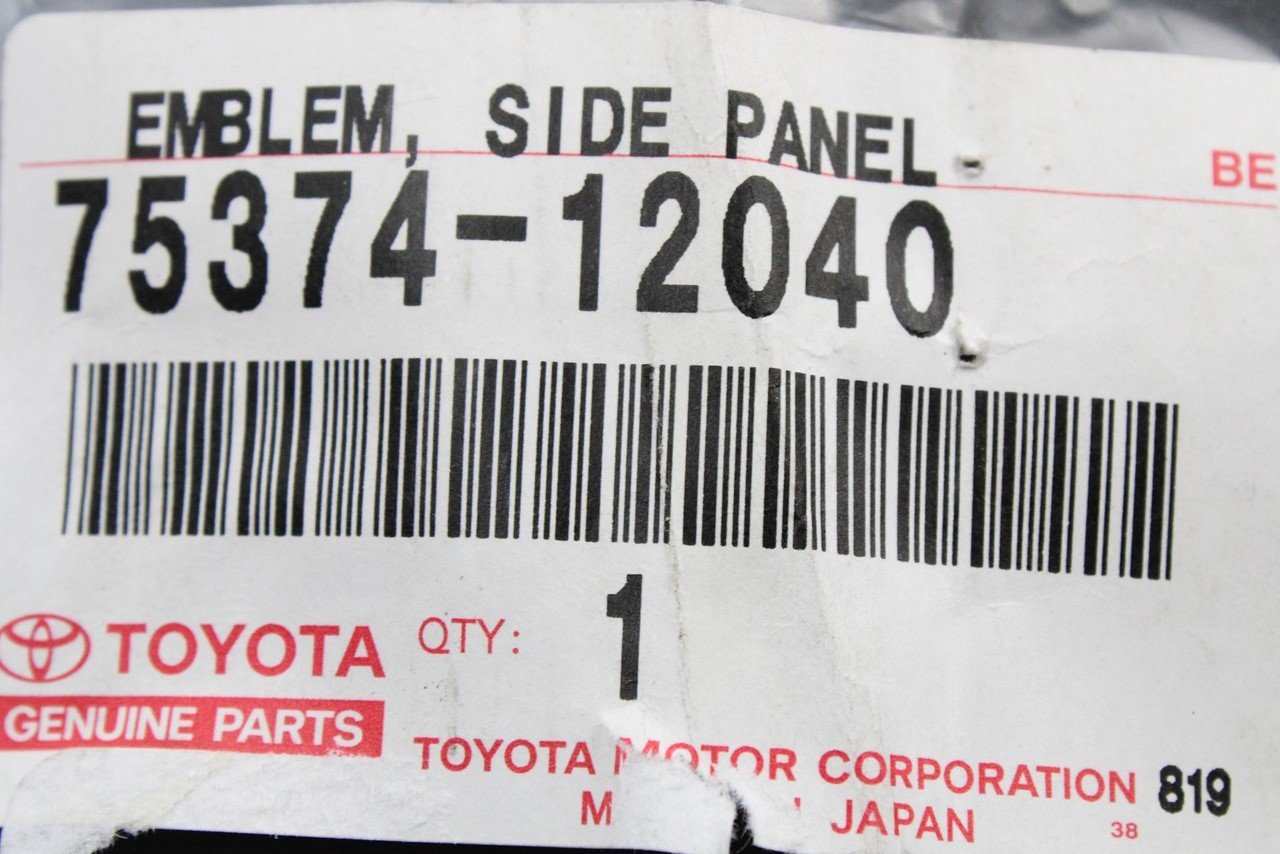 EMBLEM, SIDE PANEL
BE
75374-12040
TOYOTA QTY: 1
GENUINE PARTS
TOYOTA MOTOR CORPORATION 819
JAPAN 38